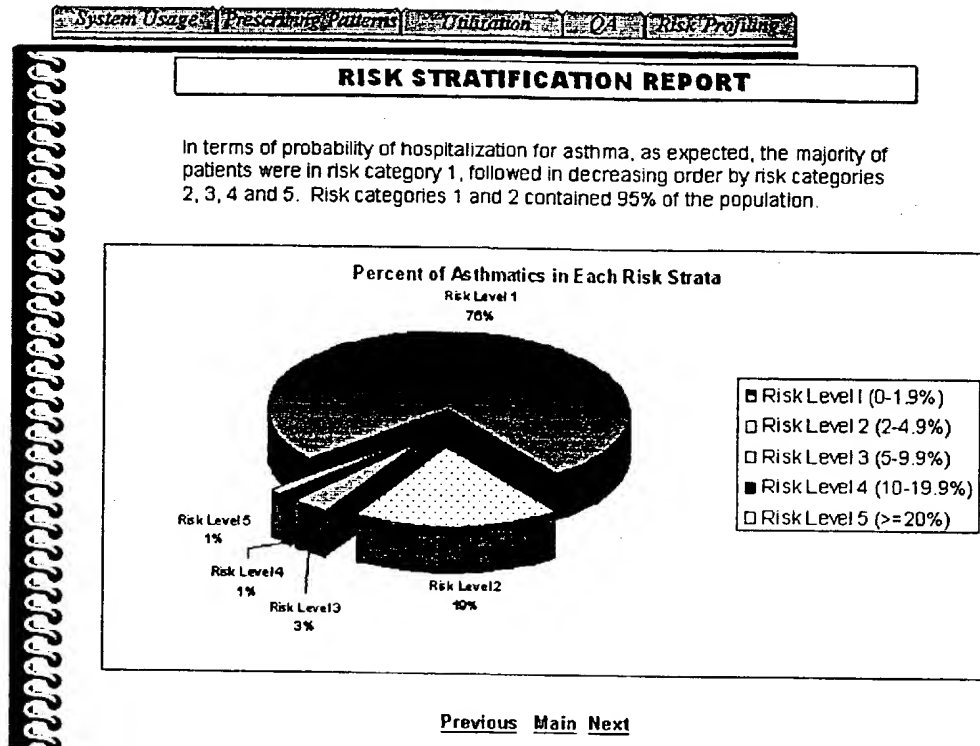 System Usage Prescribing Patterns Utilization QA Risk Profiling
RISK STRATIFICATION REPORT
In terms of probability of hospitalization for asthma, as expected, the majority of
patients were in risk category 1, followed in decreasing order by risk categories
2, 3, 4 and 5. Risk categories 1 and 2 contained 95% of the population.
Percent of Asthmatics in Each Risk Strata
Risk Level 1
76%
Risk Level 1 (0-1.9%)
Risk Level 2 (2-4.9%)
Risk Level 3 (5-9.9%)
Risk Level 4 (10-19.9%)
Risk Level 5 (>=20%)
Risk Level 5
1%
Risk Level 4
1%
Risk Level 3
3%
Risk Level 2
19%
Previous Main Next